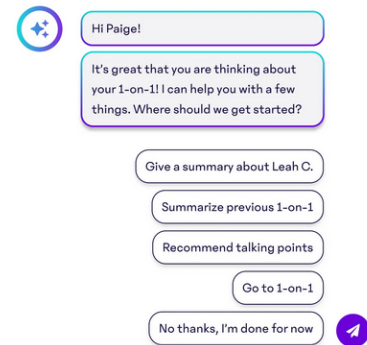 Hi Paige!
It's great that you are thinking about
your 1-on-1! I can help you with a few
things. Where should we get started?
Give a summary about Leah C.
Summarize previous 1-on-1
Recommend talking points
Go to 1-on-1
No thanks, I'm done for now